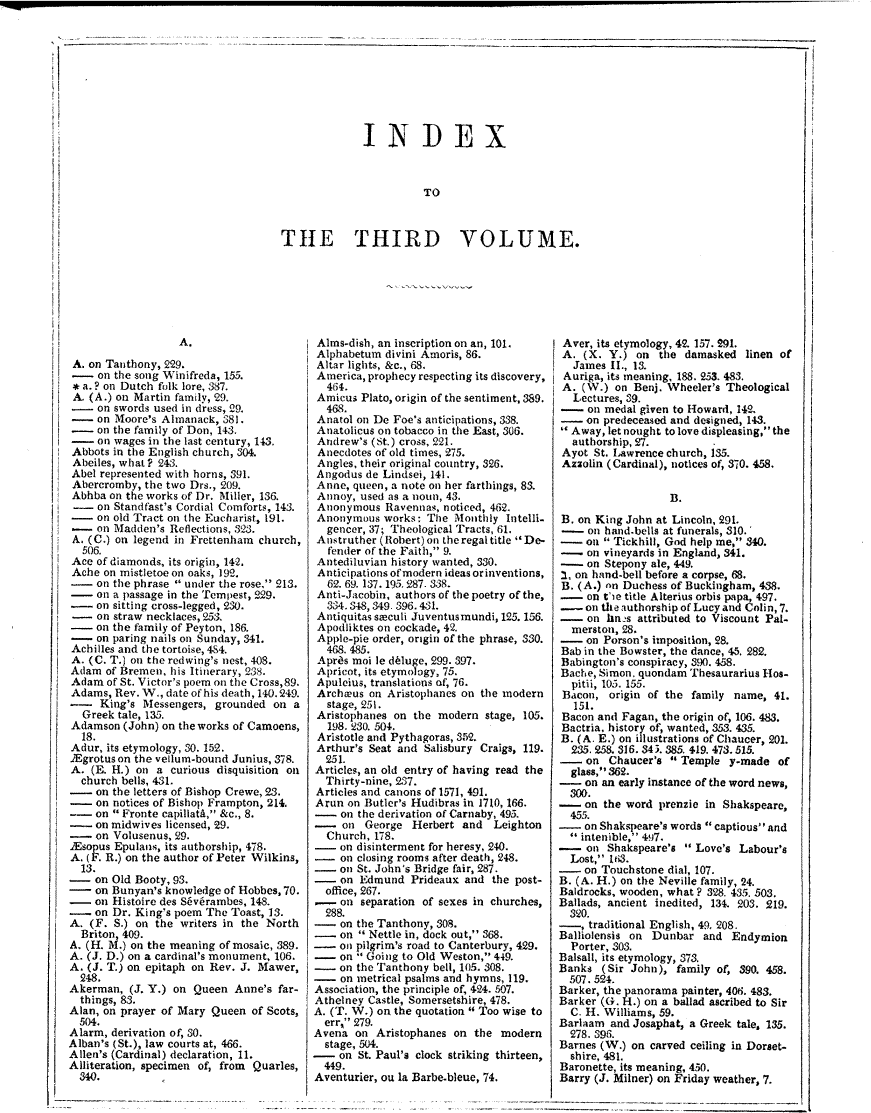 INDEX
TO
THE THIRD VOLUME.
A.
A. on Tanthony, 229.
—— on the song Winifreda, 155.
* a. ? on Dutch folk lore, 387.
A. (A.) on Martin family, 29.
—— on swords used in dress, 29.
—— on Moore's Almanack, 381.
—— on the family of Don, 143.
—— on wages in the last century, 143.
Abbots in the English church, 304.
Abeiles, what? 243.
Abel represented with horns, 391.
Abercromby, the two Drs., 209.
Abhba on the works of Dr. Miller, 136.
—— on Standfast's Cordial Comforts, 143.
—— on old Tract on the Eucharist, 191.
—— on Madden's Reflections, 323.
A. (C.) on legend in Frettenham church,
506.
Ace of diamonds, its origin, 142.
Ache on mistletoe on oaks, 192.
—— on the phrase "under the rose." 213.
—— on a passage in the Tempest, 229.
—— on sitting cross-legged, 230.
—— on straw necklaces, 253.
—— on the family of Peyton, 186.
—— on paring nails on Sunday, 341.
Achilles and the tortoise, 484.
A. (C. T.) on the redwing's nest, 408.
Adam of Bremen, his Itinerary, 238.
Adam of St. Victor's poem on the Cross, 89.
Adams, Rev. W., date of his death, 140. 249.
—— King's Messengers, grounded on a
Greek tale, 135.
Adamson (John) on the works of Camoens,
18.
Adur, its etymology, 30. 152.
Ægrotus on the vellum-bound Junius, 378.
A. (E. H.) on a curious disquisition on
church bells, 431.
—— on the letters of Bishop Crewe, 23.
—— on notices of Bishop Frampton, 214.
—— on "Fronte capillatâ," &c., 8.
—— on midwives licensed, 29.
—— on Volusenus, 29.
Æsopus Epulans, its authorship, 478.
A. (F. R.) on the author of Peter Wilkins,
13.
—— on Old Booty, 93.
—— on Bunyan's knowledge of Hobbes, 70.
—— on Histoire des Sévérambes, 148.
—— on Dr. King's poem The Toast, 13.
A. (F. S.) on the writers in the North
Briton, 409.
A. (H. M.) on the meaning of mosaic, 389.
A. (J. D.) on a cardinal's monument, 106.
A. (J. T.) on epitaph on Rev. J. Mawer,
248.
Akerman, (J. Y.) on Queen Anne's far-
things, 83.
Alan, on prayer of Mary Queen of Scots,
504.
Alarm, derivation of, 30.
Alban's (St.), law courts at, 466.
Allen's (Cardinal) declaration, 11.
Alliteration, specimen of, from Quarles,
340.
Alms-dish, an inscription on an, 101.
Alphabetum divini Amoris, 86.
Altar lights, &c., 68.
America, prophecy respecting its discovery,
464.
Amicus Plato, origin of the sentiment, 389.
468.
Anatol on De Foe's anticipations, 338.
Anatolicus on tobacco in the East, 306.
Andrew's (St.) cross, 221.
Anecdotes of old times, 275.
Angles, their original country, 326.
Angodus de Lindsei, 141.
Anne, queen, a note on her farthings, 83.
Annoy, used as a noun, 43.
Anonymous Ravennas, noticed, 462.
Anonymous works: The Monthly Intelli-
gencer, 37; Theological Tracts, 61.
Anstruther (Robert) on the regal title "De-
fender of the Faith," 9.
Antediluvian history wanted, 330.
Anticipations of modern ideas or inventions,
62. 69. 137. 195. 287. 338.
Anti-Jacobin, authors of the poetry of the,
334. 348, 349. 396. 431.
Antiquitas sæculi Juventus mundi, 125. 156.
Apodliktes on cockade, 42.
Apple-pie order, origin of the phrase, 330.
468. 485.
Après moi le déluge, 299. 397.
Apricot, its etymology, 75.
Apuleius, translations of, 76.
Archæus on Aristophanes on the modern
stage, 251.
Aristophanes on the modern stage, 105.
198. 230. 504.
Aristotle and Pythagoras, 352.
Arthur's Seat and Salisbury Craigs, 119.
251.
Articles, an old entry of having read the
Thirty-nine, 237.
Articles and canons of 1571, 491.
Arun on Butler's Hudibras in 1710, 166.
—— on the derivation of Carnaby, 495.
—— on George Herbert and Leighton
Church, 178.
—— on disinterment for heresy, 240.
—— on closing rooms after death, 248.
—— on St. John's Bridge fair, 287.
—— on Edmund Prideaux and the post-
office, 267.
—— on separation of sexes in churches,
288.
—— on the Tanthony, 308.
—— on "Nettle in, dock out," 368.
—— on pilgrim's road to Canterbury, 429.
—— on "Going to Old Weston," 449.
—— on the Tanthony bell, 105. 308.
—— on metrical psalms and hymns, 119.
Association, the principle of, 424. 507.
Athelney Castle, Somersetshire, 478.
A. (T. W.) on the quotation "Too wise to
err," 279.
Avena on Aristophanes on the modern
stage, 504.
—— on St. Paul's clock striking thirteen,
449.
Aventurier, ou la Barbe-bleue, 74.
Aver, its etymology, 42. 157. 291.
A. (X. Y.) on the damasked linen of
James II., 13.
Auriga, its meaning, 188. 253. 483.
A. (W.) on Benj. Wheeler's Theological
Lectures, 39.
—— on medal given to Howard, 142.
—— on predeceased and designed, 143.
"Away, let nought to love displeasing," the
authorship, 27.
Ayot St. Lawrence church, 135.
Azzolin (Cardinal), notices of, 370. 458.
B.
B. on King John at Lincoln, 291.
—— on hand-bells at funerals, 310.
—— on "Tickhill, God help me," 340.
—— on vineyards in England, 341.
—— on Stepony ale, 449.
on hand-bell before a corpse, 68.
B. (A.) on Duchess of Buckingham, 438.
—— on the title Alterius orbis papa, 497.
—— on the authorship of Lucy and Colin, 7.
—— on lines attributed to Viscount Pal-
merston, 28.
—— on Porson's imposition, 28.
Bab in the Bowster, the dance, 45. 282.
Babington's conspiracy, 390. 458.
Bache, Simon, quondam Thesaurarius Hos-
pitii, 105. 155.
Bacon, origin of the family name, 41.
151.
Bacon and Fagan, the origin of, 106. 483.
Bactria, history of, wanted, 353. 435.
B. (A. E.) on illustrations of Chaucer, 201.
235. 258. 316. 345. 385. 419. 473. 515.
—— on Chaucer's "Temple y-made of
glass," 362.
—— on an early instance of the word news,
300.
—— on the word prenzie in Shakspeare,
455.
—— on Shakspeare's words "captious" and
"intenible," 497.
—— on Shakspeare's "Love's Labour's
Lost," 163.
—— on Touchstone dial, 107.
B. (A. H.) on the Neville family, 24.
Baldrocks, wooden, what? 328. 435. 503.
Ballads, ancient inedited, 134. 203. 219.
320.
——, traditional English, 49. 208.
Balliolensis on Dunbar and Endymion
Porter, 303.
Balsall, its etymology, 373.
Banks (Sir John), family of, 390. 458.
507. 524.
Barker, the panorama painter, 406. 483.
Barker (G. H.) on a ballad ascribed to Sir
C. H. Williams, 59.
Barlaam and Josaphat, a Greek tale, 135.
278. 396.
Barnes (W.) on carved ceiling in Dorset-
shire, 481.
Baronette, its meaning, 450.
Barry (J. Milner) on Friday weather, 7.